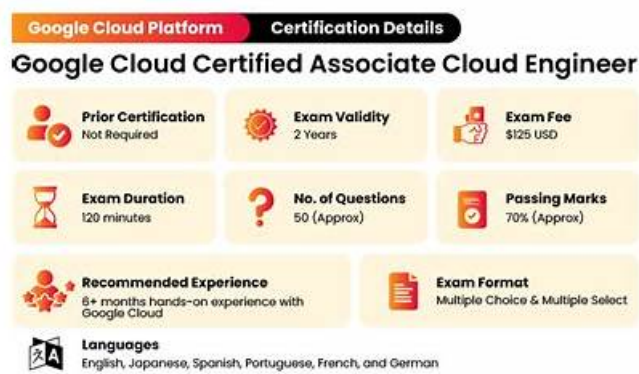 Google Cloud Platform
Certification Details
Google Cloud Certified Associate Cloud Engineer
Prior Certification
Not Required
Exam Validity
2 Years
Exam Fee
$125 USD
Exam Duration
120 minutes
No. of Questions
50 (Approx)
Passing Marks
70% (Approx)
Recommended Experience
6+ months hands-on experience with
Google Cloud
Exam Format
Multiple Choice & Multiple Select
Languages
English, Japanese, Spanish, Portuguese, French, and German